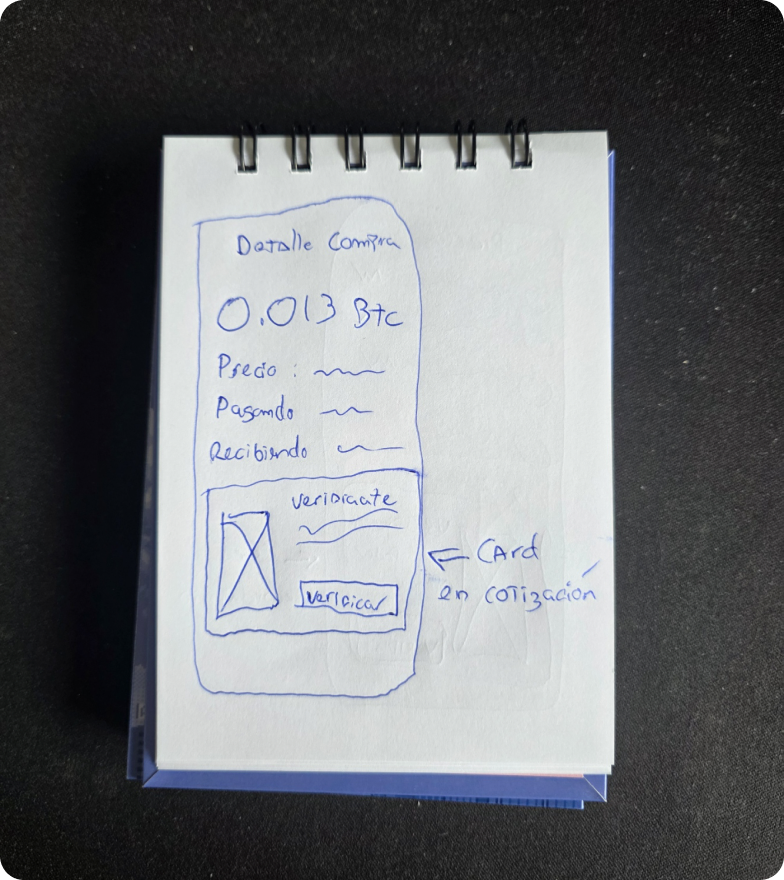 Detalle Compra
0.013 Btc
Precio :
Pagando
Recibiendo
Verificate
Verificar
← CArd
en cotización